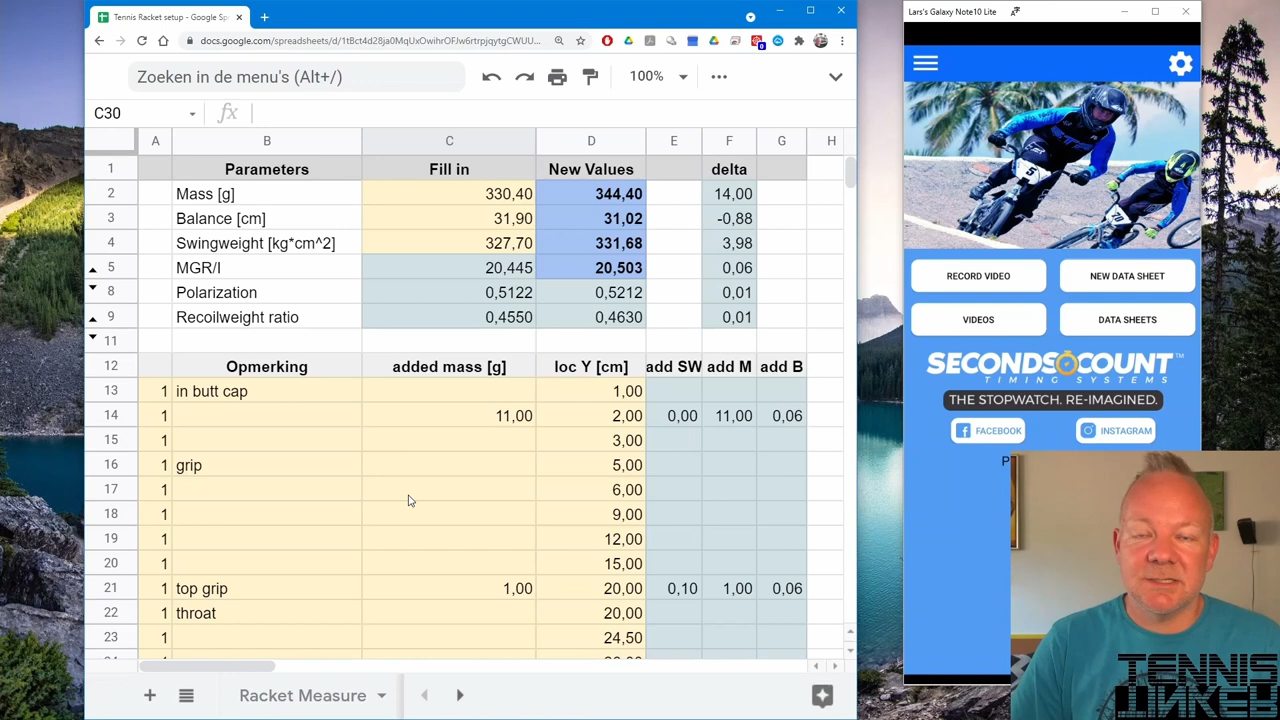 Tennis Racket setup - Google Sp
docs.google.com/spreadsheets/d/1tBct4d28ja0MqUxOwihrOFJw6rtrpjqytgCWUU...
Zoeken in de menu's (Alt+/)
100%
C30
fx
A B C D E F G H
1 Parameters Fill in New Values delta
2 Mass [g] 330,40 344,40 14,00
3 Balance [cm] 31,90 31,02 -0,88
4 Swingweight [kg*cm^2] 327,70 331,68 3,98
5 MGR/I 20,445 20,503 0,06
8 Polarization 0,5122 0,5212 0,01
9 Recoilweight ratio 0,4550 0,4630 0,01
11
12 Opmerking added mass [g] loc Y [cm] add SW add M add B
13 1 in butt cap 1,00
14 1 11,00 2,00 0,00 11,00 0,06
15 1 3,00
16 1 grip 5,00
17 1 6,00
18 1 9,00
19 1 12,00
20 1 15,00
21 1 top grip 1,00 20,00 0,10 1,00 0,06
22 1 throat 20,00
23 1 24,50
Racket Measure
Lars's Galaxy Note10 Lite
5
RECORD VIDEO
NEW DATA SHEET
VIDEOS
DATA SHEETS
SECONDS COUNT™
TIMING SYSTEMS
THE STOPWATCH. RE-IMAGINED.
FACEBOOK
INSTAGRAM
TENNIS